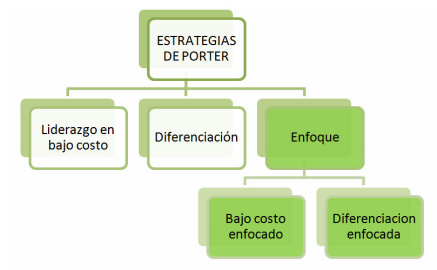 ESTRATEGIAS
DE PORTER
Liderazgo en
bajo costo
Diferenciación
Enfoque
Bajo costo
enfocado
Diferenciacion
enfocada